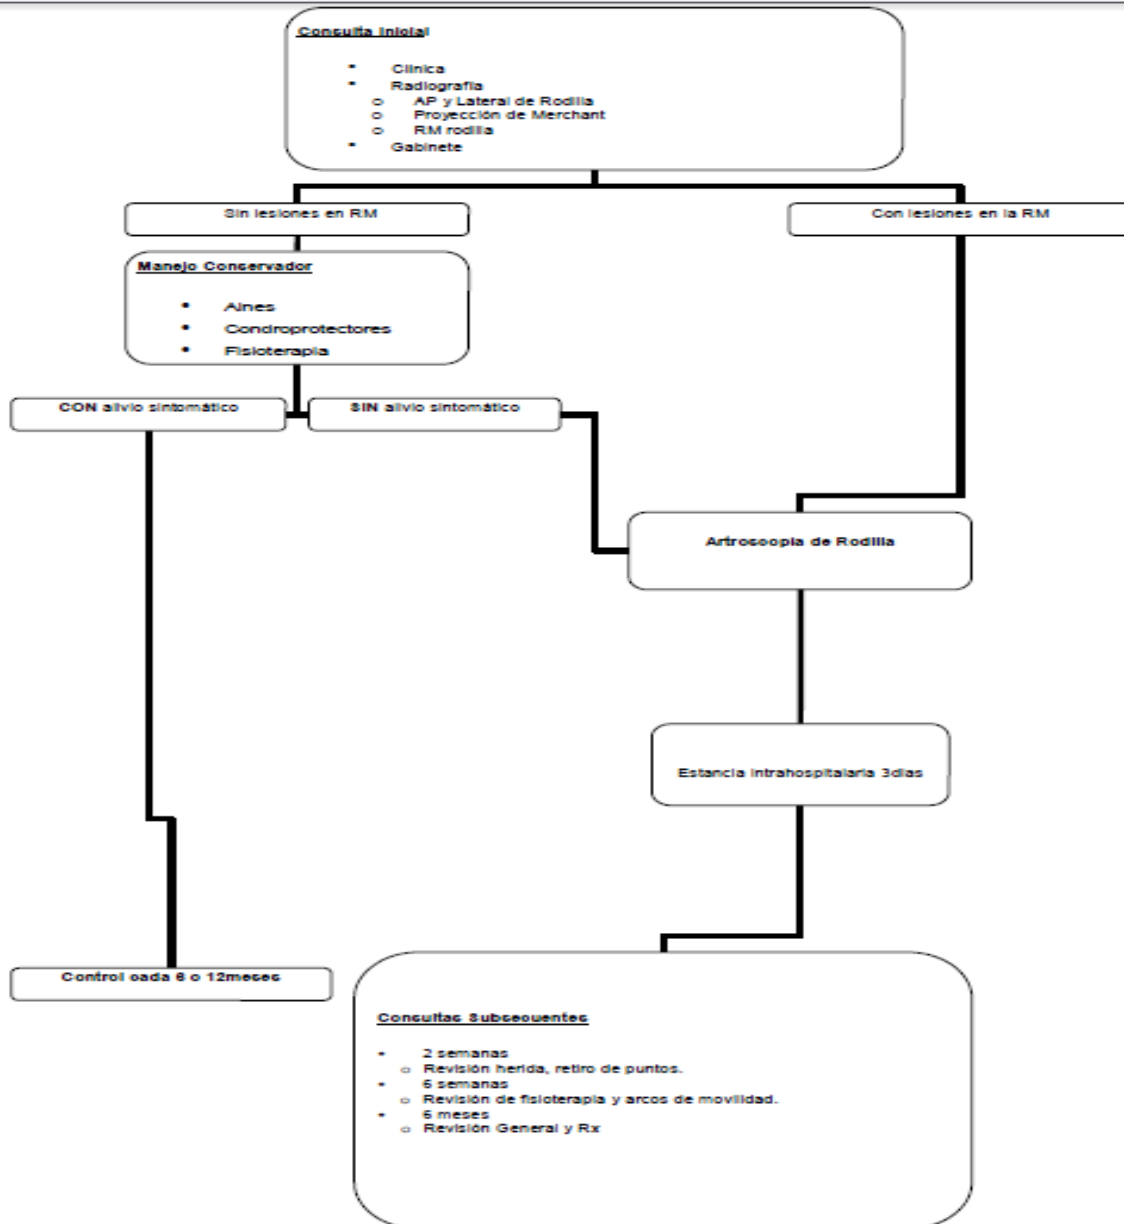 Consulta Inicial
• Clinica
• Radiografia
o AP y Lateral de Rodilla
o Proyección de Merchant
o RM rodilla
• Gabinete
Sin lesiones en RM
Con lesiones en la RM
Manejo Conservador
• Aines
• Condroprotectores
• Fisioterapia
CON alivio sintomático
SIN alivio sintomático
Artroscopia de Rodilla
Estancia intrahospitalaria 3dias
Control cada 6 o 12meses
Consultas Subsecuentes
• 2 semanas
o Revisión herida, retiro de puntos.
• 6 semanas
o Revisión de fisioterapia y arcos de movilidad.
• 6 meses
o Revisión General y Rx